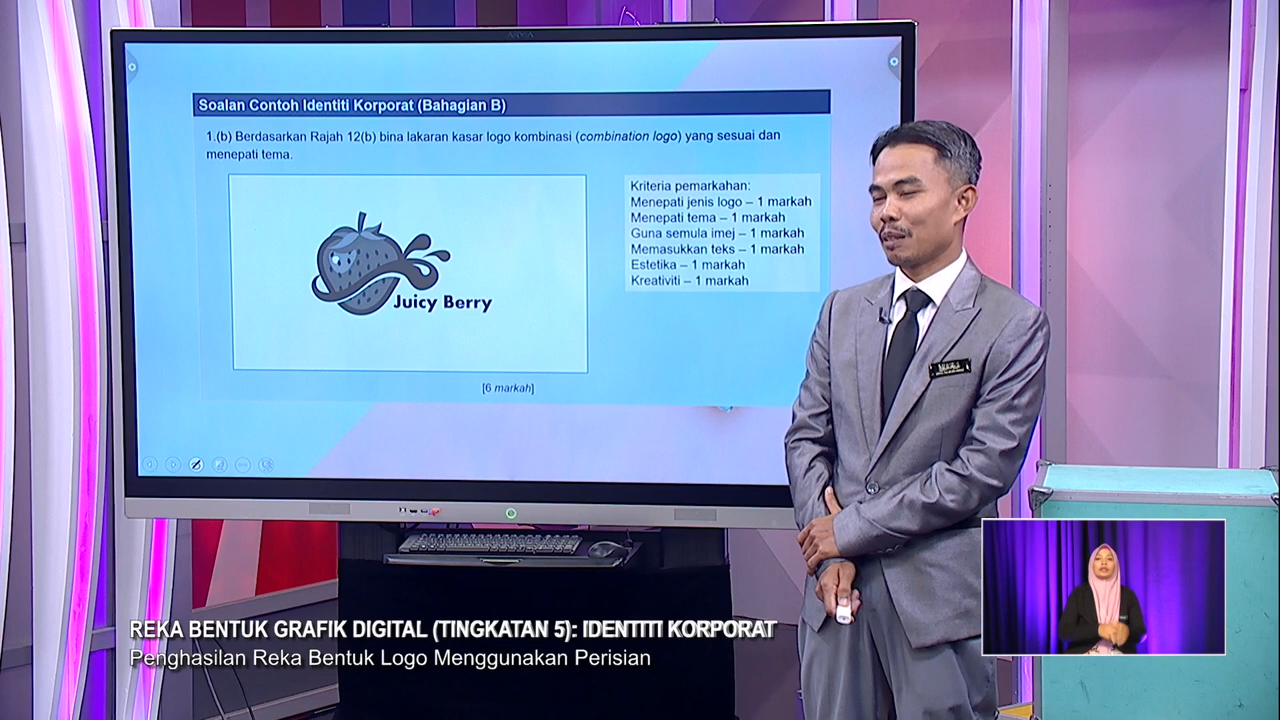 Soalan Contoh Identiti Korporat (Bahagian B)
1.(b) Berdasarkan Rajah 12(b) bina lakaran kasar logo kombinasi (combination logo) yang sesuai dan
menepati tema.
Juicy Berry
[6 markah]
Kriteria pemarkahan:
Menepati jenis logo – 1 markah
Menepati tema – 1 markah
Guna semula imej – 1 markah
Memasukkan teks – 1 markah
Estetika – 1 markah
Kreativiti – 1 markah
REKA BENTUK GRAFIK DIGITAL (TINGKATAN 5): IDENTITI KORPORAT
Penghasilan Reka Bentuk Logo Menggunakan Perisian